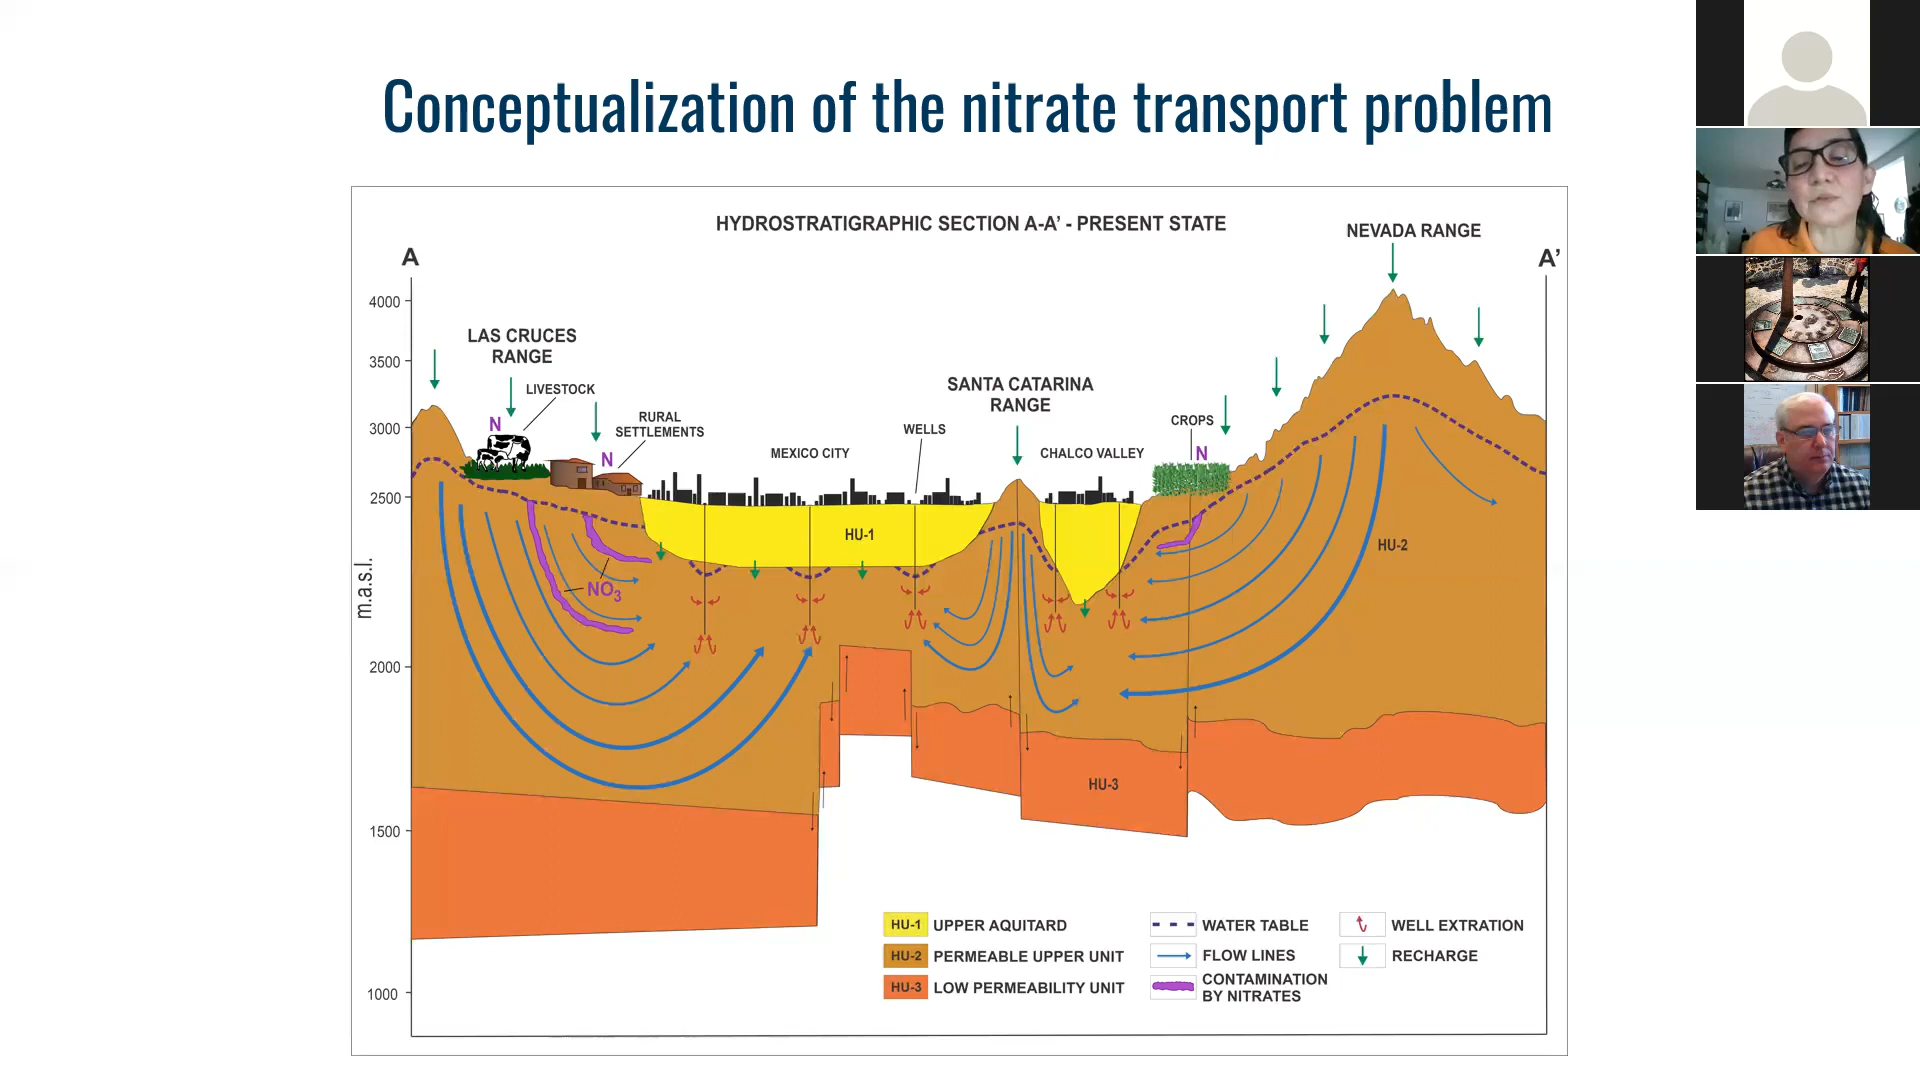 Conceptualization of the nitrate transport problem
HYDROSTRATIGRAPHIC SECTION A-A’ - PRESENT STATE
NEVADA RANGE
A
A’
4000
3500
3000
2500
2000
1500
1000
m.a.s.l.
LAS CRUCES
RANGE
LIVESTOCK
N
RURAL
SETTLEMENTS
N
MEXICO CITY
WELLS
SANTA CATARINA
RANGE
CHALCO VALLEY
CROPS
N
HU-1
HU-2
NO3
HU-3
HU-1 UPPER AQUITARD
HU-2 PERMEABLE UPPER UNIT
HU-3 LOW PERMEABILITY UNIT
WATER TABLE
FLOW LINES
CONTAMINATION
BY NITRATES
WELL EXTRATION
RECHARGE